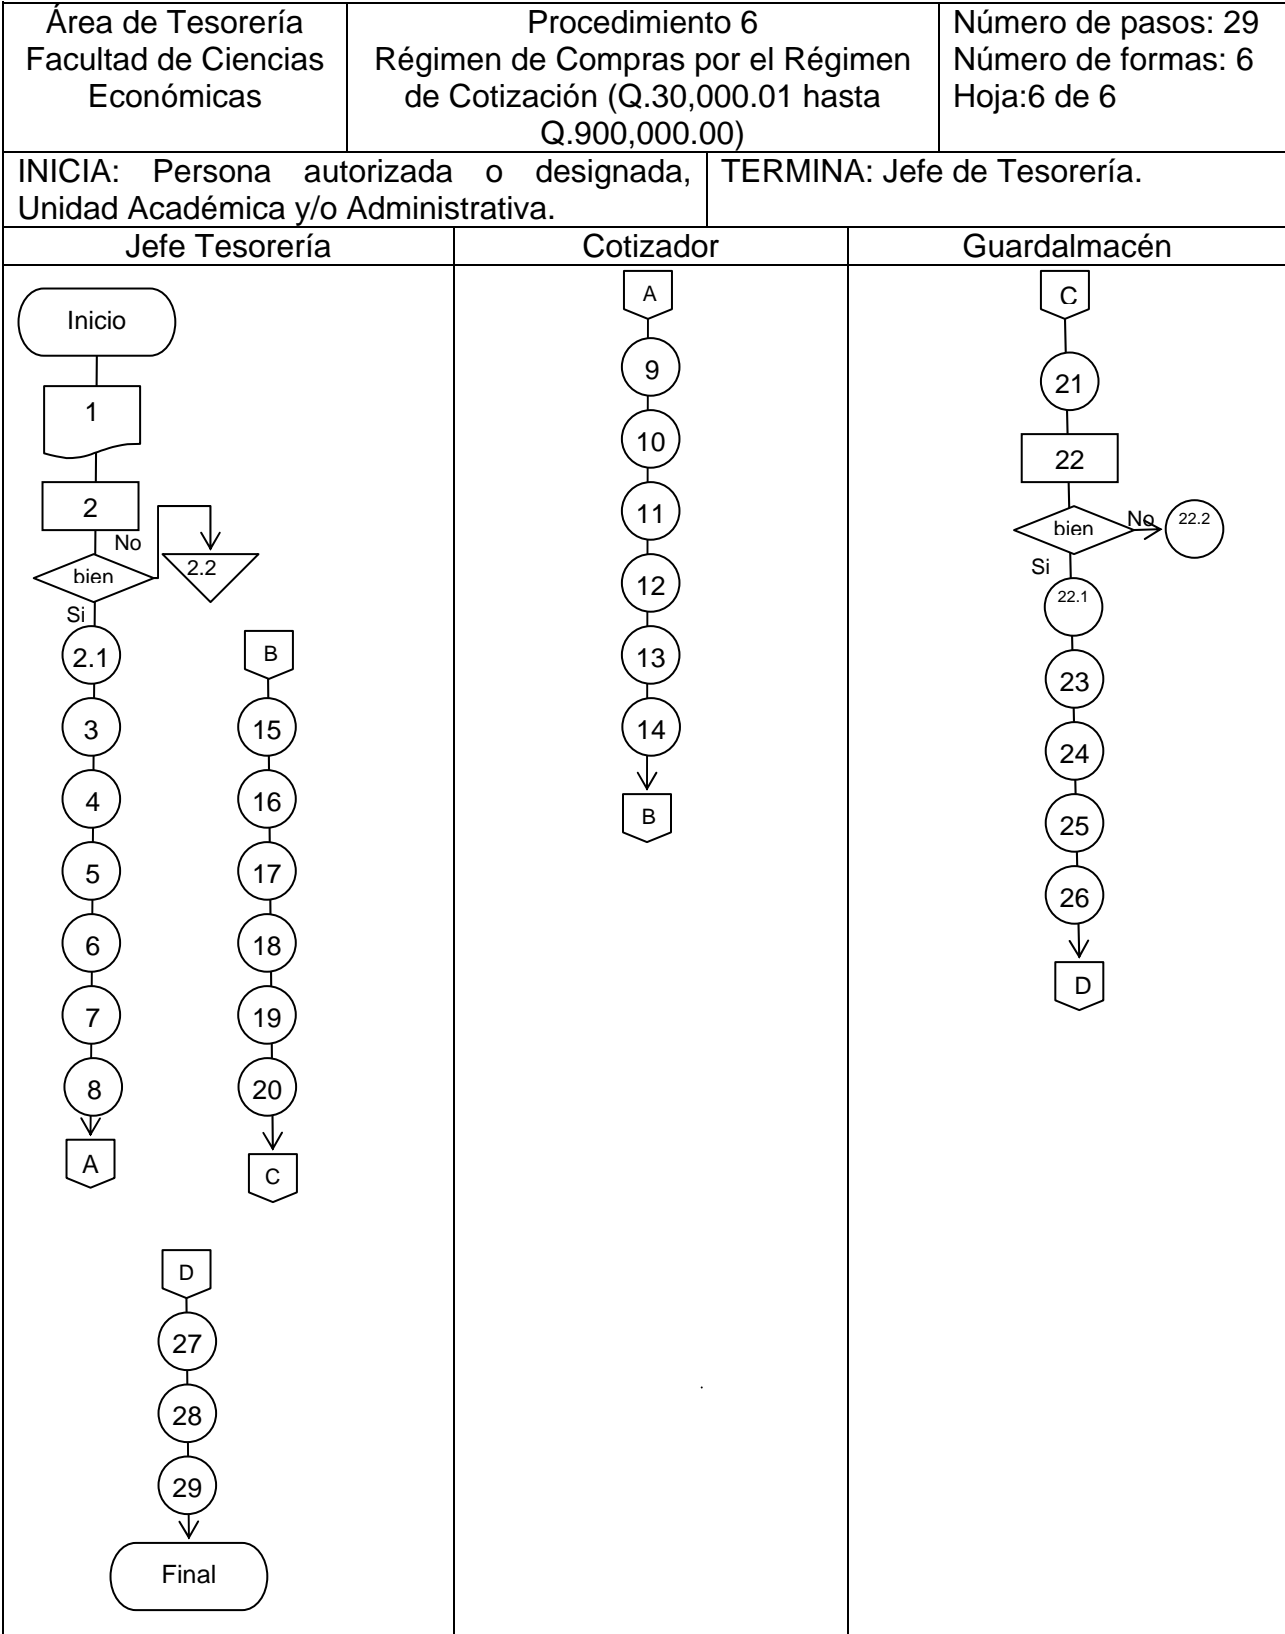 Área de Tesorería
Facultad de Ciencias
Económicas
Procedimiento 6
Régimen de Compras por el Régimen
de Cotización (Q.30,000.01 hasta
Q.900,000.00)
Número de pasos: 29
Número de formas: 6
Hoja:6 de 6
INICIA: Persona autorizada o designada,
Unidad Académica y/o Administrativa.
TERMINA: Jefe de Tesorería.
Jefe Tesorería
Inicio
1
2
No
bien
2.2
Si
2.1
3
4
5
6
7
8
A
B
15
16
17
18
19
20
C
D
27
28
29
Final
Cotizador
A
9
10
11
12
13
14
B
Guardalmacén
C
21
22
bien
No
22.2
Si
22.1
23
24
25
26
D